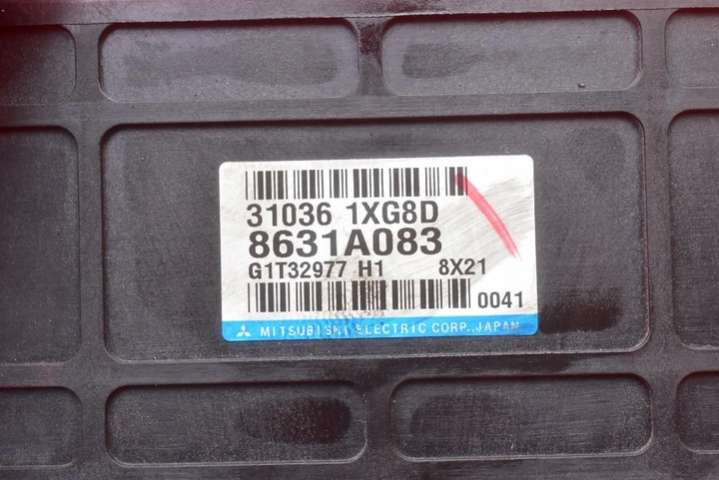 31036 1XG8D
8631A083
G1T32977 H1 8X21
0041
MITSUBISHI ELECTRIC CORP., JAPAN